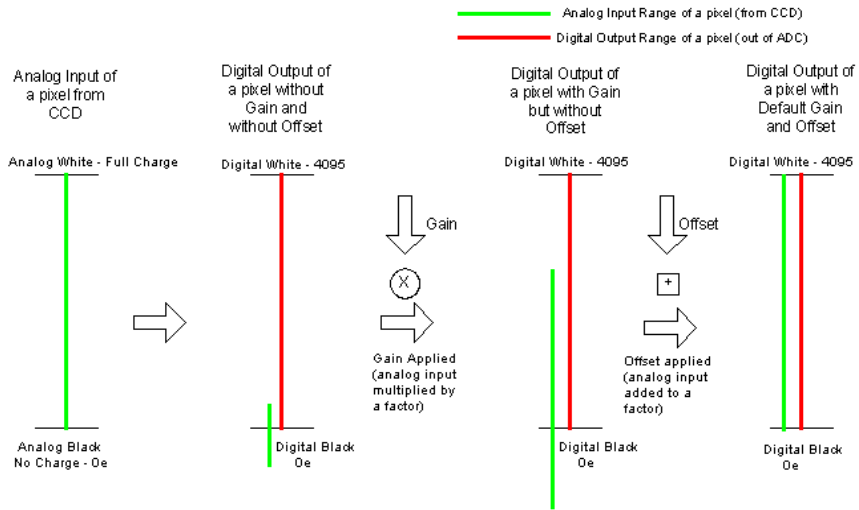 Analog Input Range of a pixel (from CCD)
Digital Output Range of a pixel (out of ADC)
Analog Input of
a pixel from
CCD
Digital Output of
a pixel without
Gain and
without Offset
Digital Output of
a pixel with Gain
but without
Offset
Digital Output of
a pixel with
Default Gain
and Offset
Analog White - Full Charge
Digital White - 4095
Digital White - 4095
Digital White - 4095
Gain
Offset
X
+
Gain Applied
(analog input
multiplied by
a factor)
Offset applied
(analog input
added to a
factor)
Analog Black
No Charge - 0e
Digital Black
0e
Digital Black
0e
Digital Black
0e